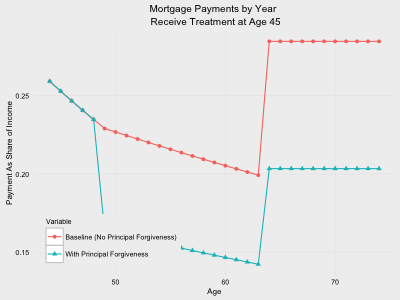 Mortgage Payments by Year
Receive Treatment at Age 45
Payment As Share of Income
0.25
0.20
0.15
Variable
Baseline (No Principal Forgiveness)
With Principal Forgiveness
50
60
70
Age